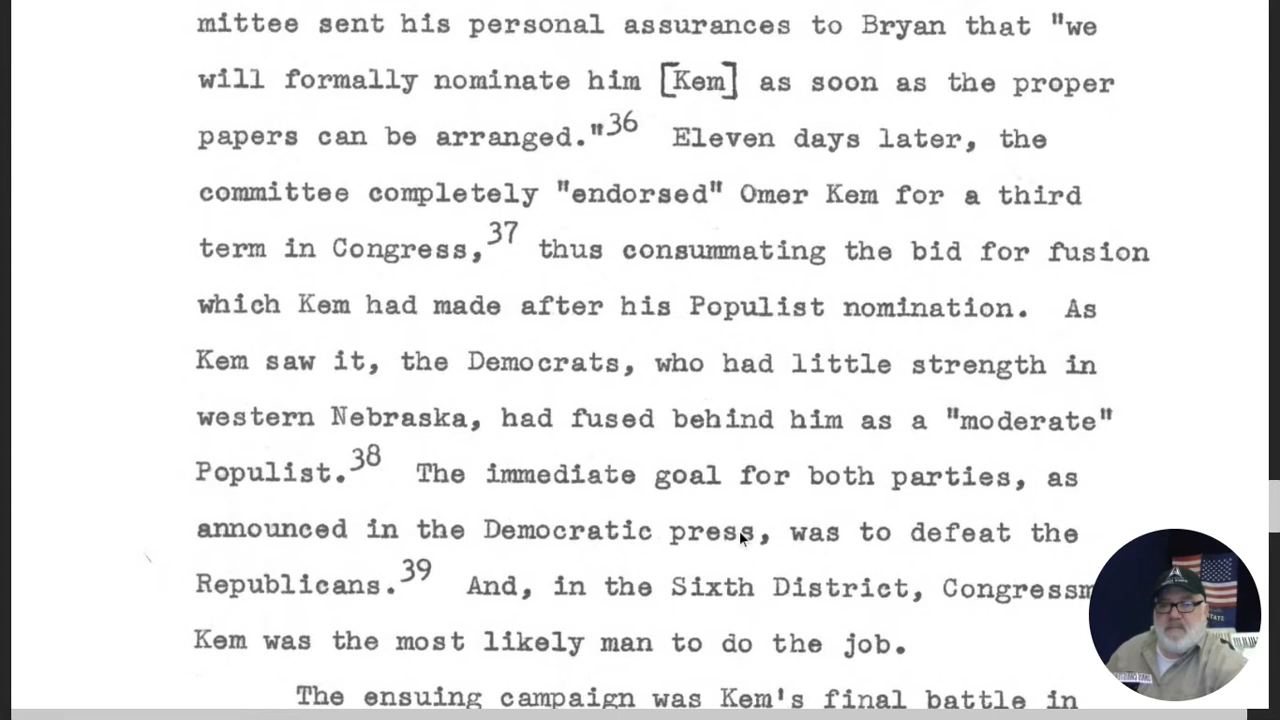 mittee sent his personal assurances to Bryan that "we
will formally nominate him [Kem] as soon as the proper
papers can be arranged."36 Eleven days later, the
committee completely "endorsed" Omer Kem for a third
term in Congress,37 thus consummating the bid for fusion
which Kem had made after his Populist nomination. As
Kem saw it, the Democrats, who had little strength in
western Nebraska, had fused behind him as a "moderate"
Populist.38 The immediate goal for both parties, as
announced in the Democratic press, was to defeat the
Republicans.39 And, in the Sixth District, Congressm
Kem was the most likely man to do the job.
The ensuing campaign was Kem's final battle in